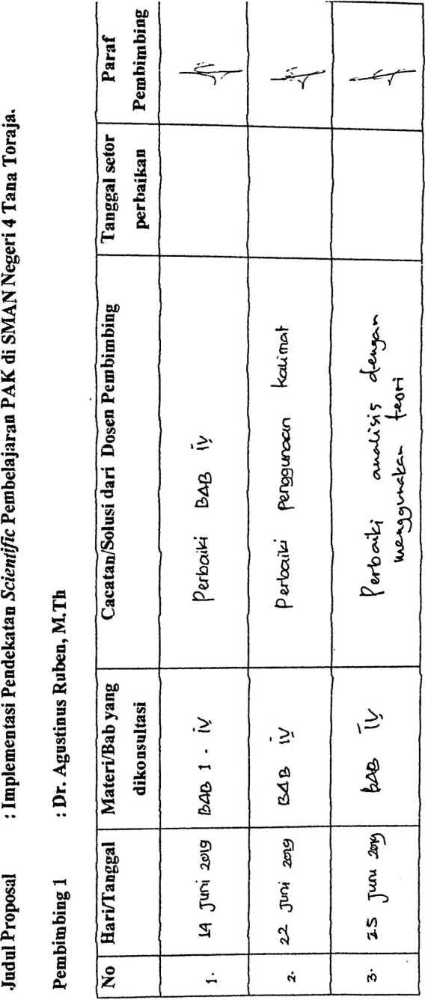 Judul Proposal : Implementasi Pendekatan Scientific Pembelajaran PAK di SMAN Negeri 4 Tana Toraja.
Pembimbing 1 : Dr. Agustinus Ruben, M.Th
No Hari/Tanggal Materi/Bab yang dikonsultasi Cacatan/Solusi dari Dosen Pembimbing Tanggal setor perbaikan Paraf Pembimbing
1. 14 Juni 2019 BAB 1 - IV Perbaiki BAB IV
2. 22 Juni 2019 BAB IV Perbaiki penggunaan kalimat
3. 25 Juni 2019 BAB IV Perbaiki analisis dengan
menggunakan teori